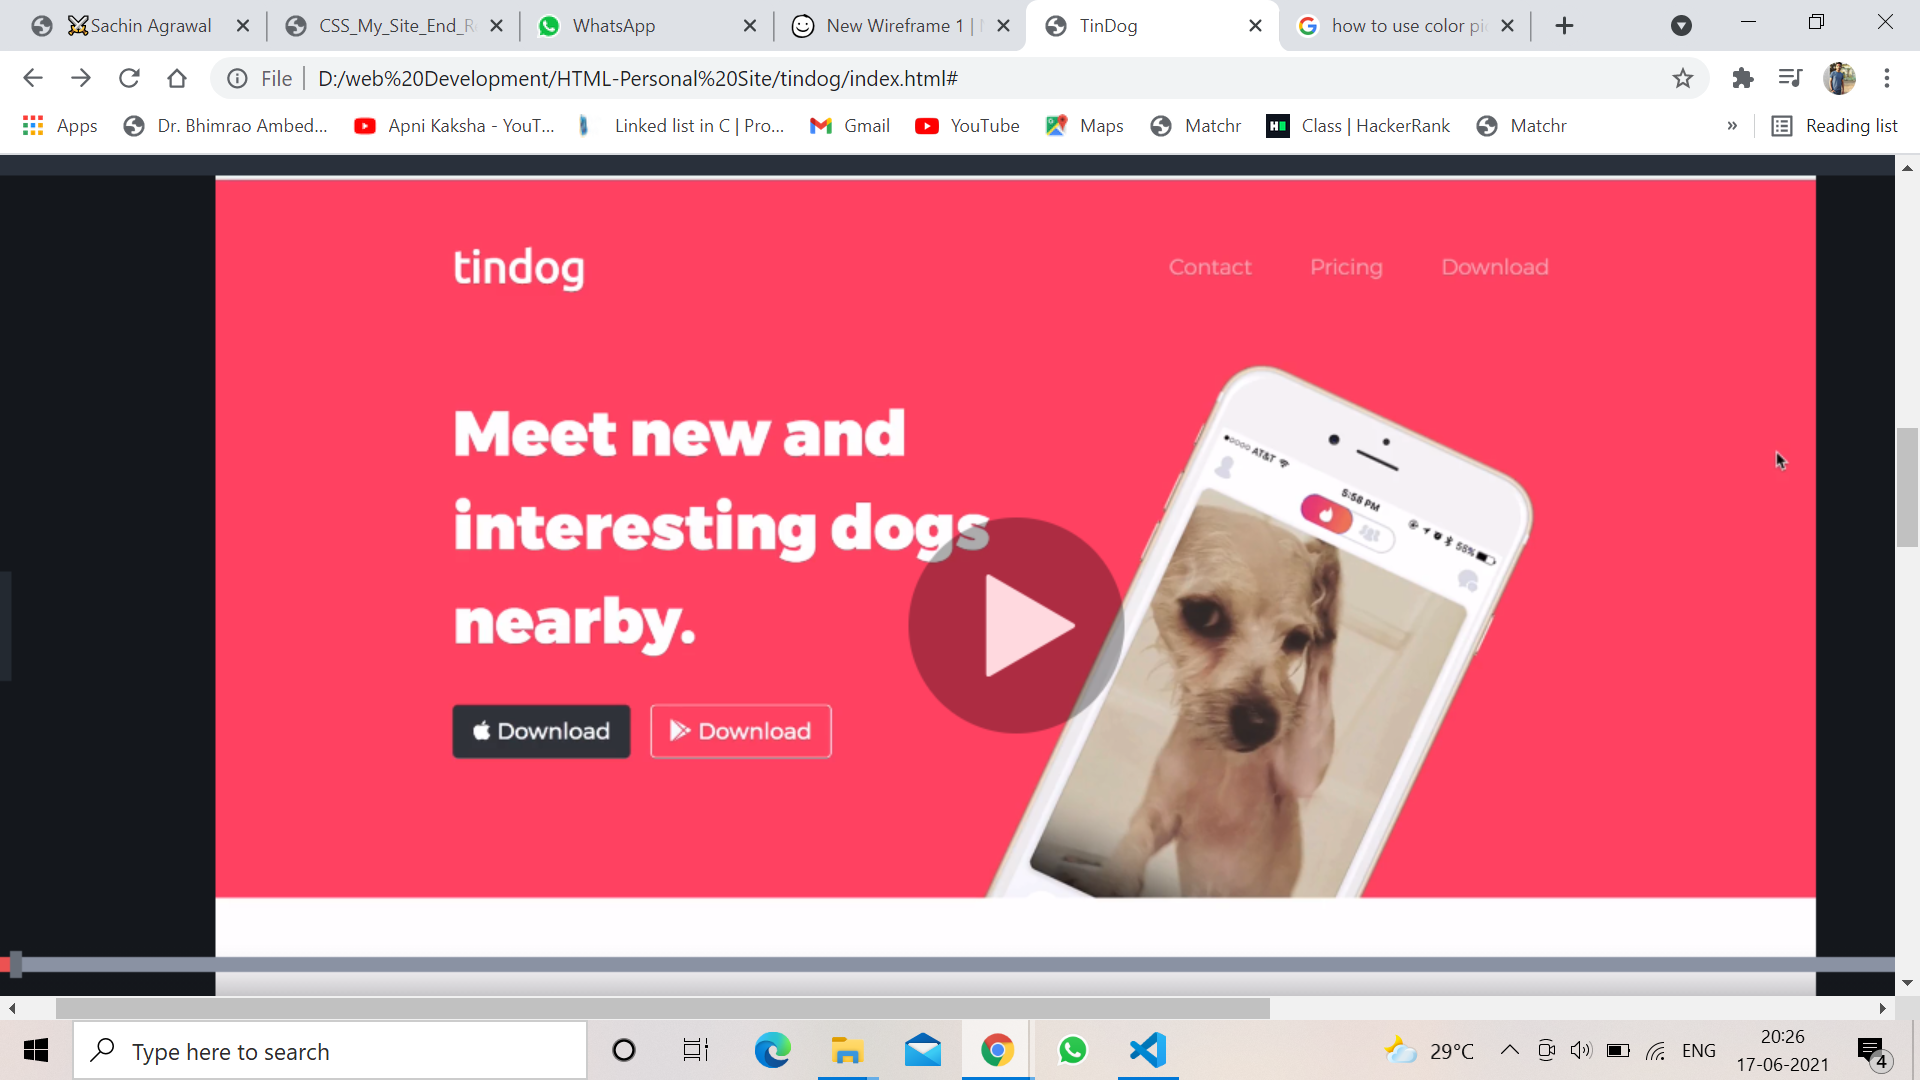 Sachin Agrawal
CSS_My_Site_End_R
WhatsApp
New Wireframe 1 |
TinDog
how to use color pi
File
D:/web%20Development/HTML-Personal%20Site/tindog/index.html#
Apps
Dr. Bhimrao Ambed...
Apni Kaksha - YouT...
Linked list in C | Pro...
Gmail
YouTube
Maps
Matchr
Class | HackerRank
Matchr
»
Reading list
tindog
Contact
Pricing
Download
Meet new and
interesting dogs
nearby.
Download
Download
AT&T
5:58 PM
55%
Type here to search
29°C
ENG
20:26
17-06-2021
4